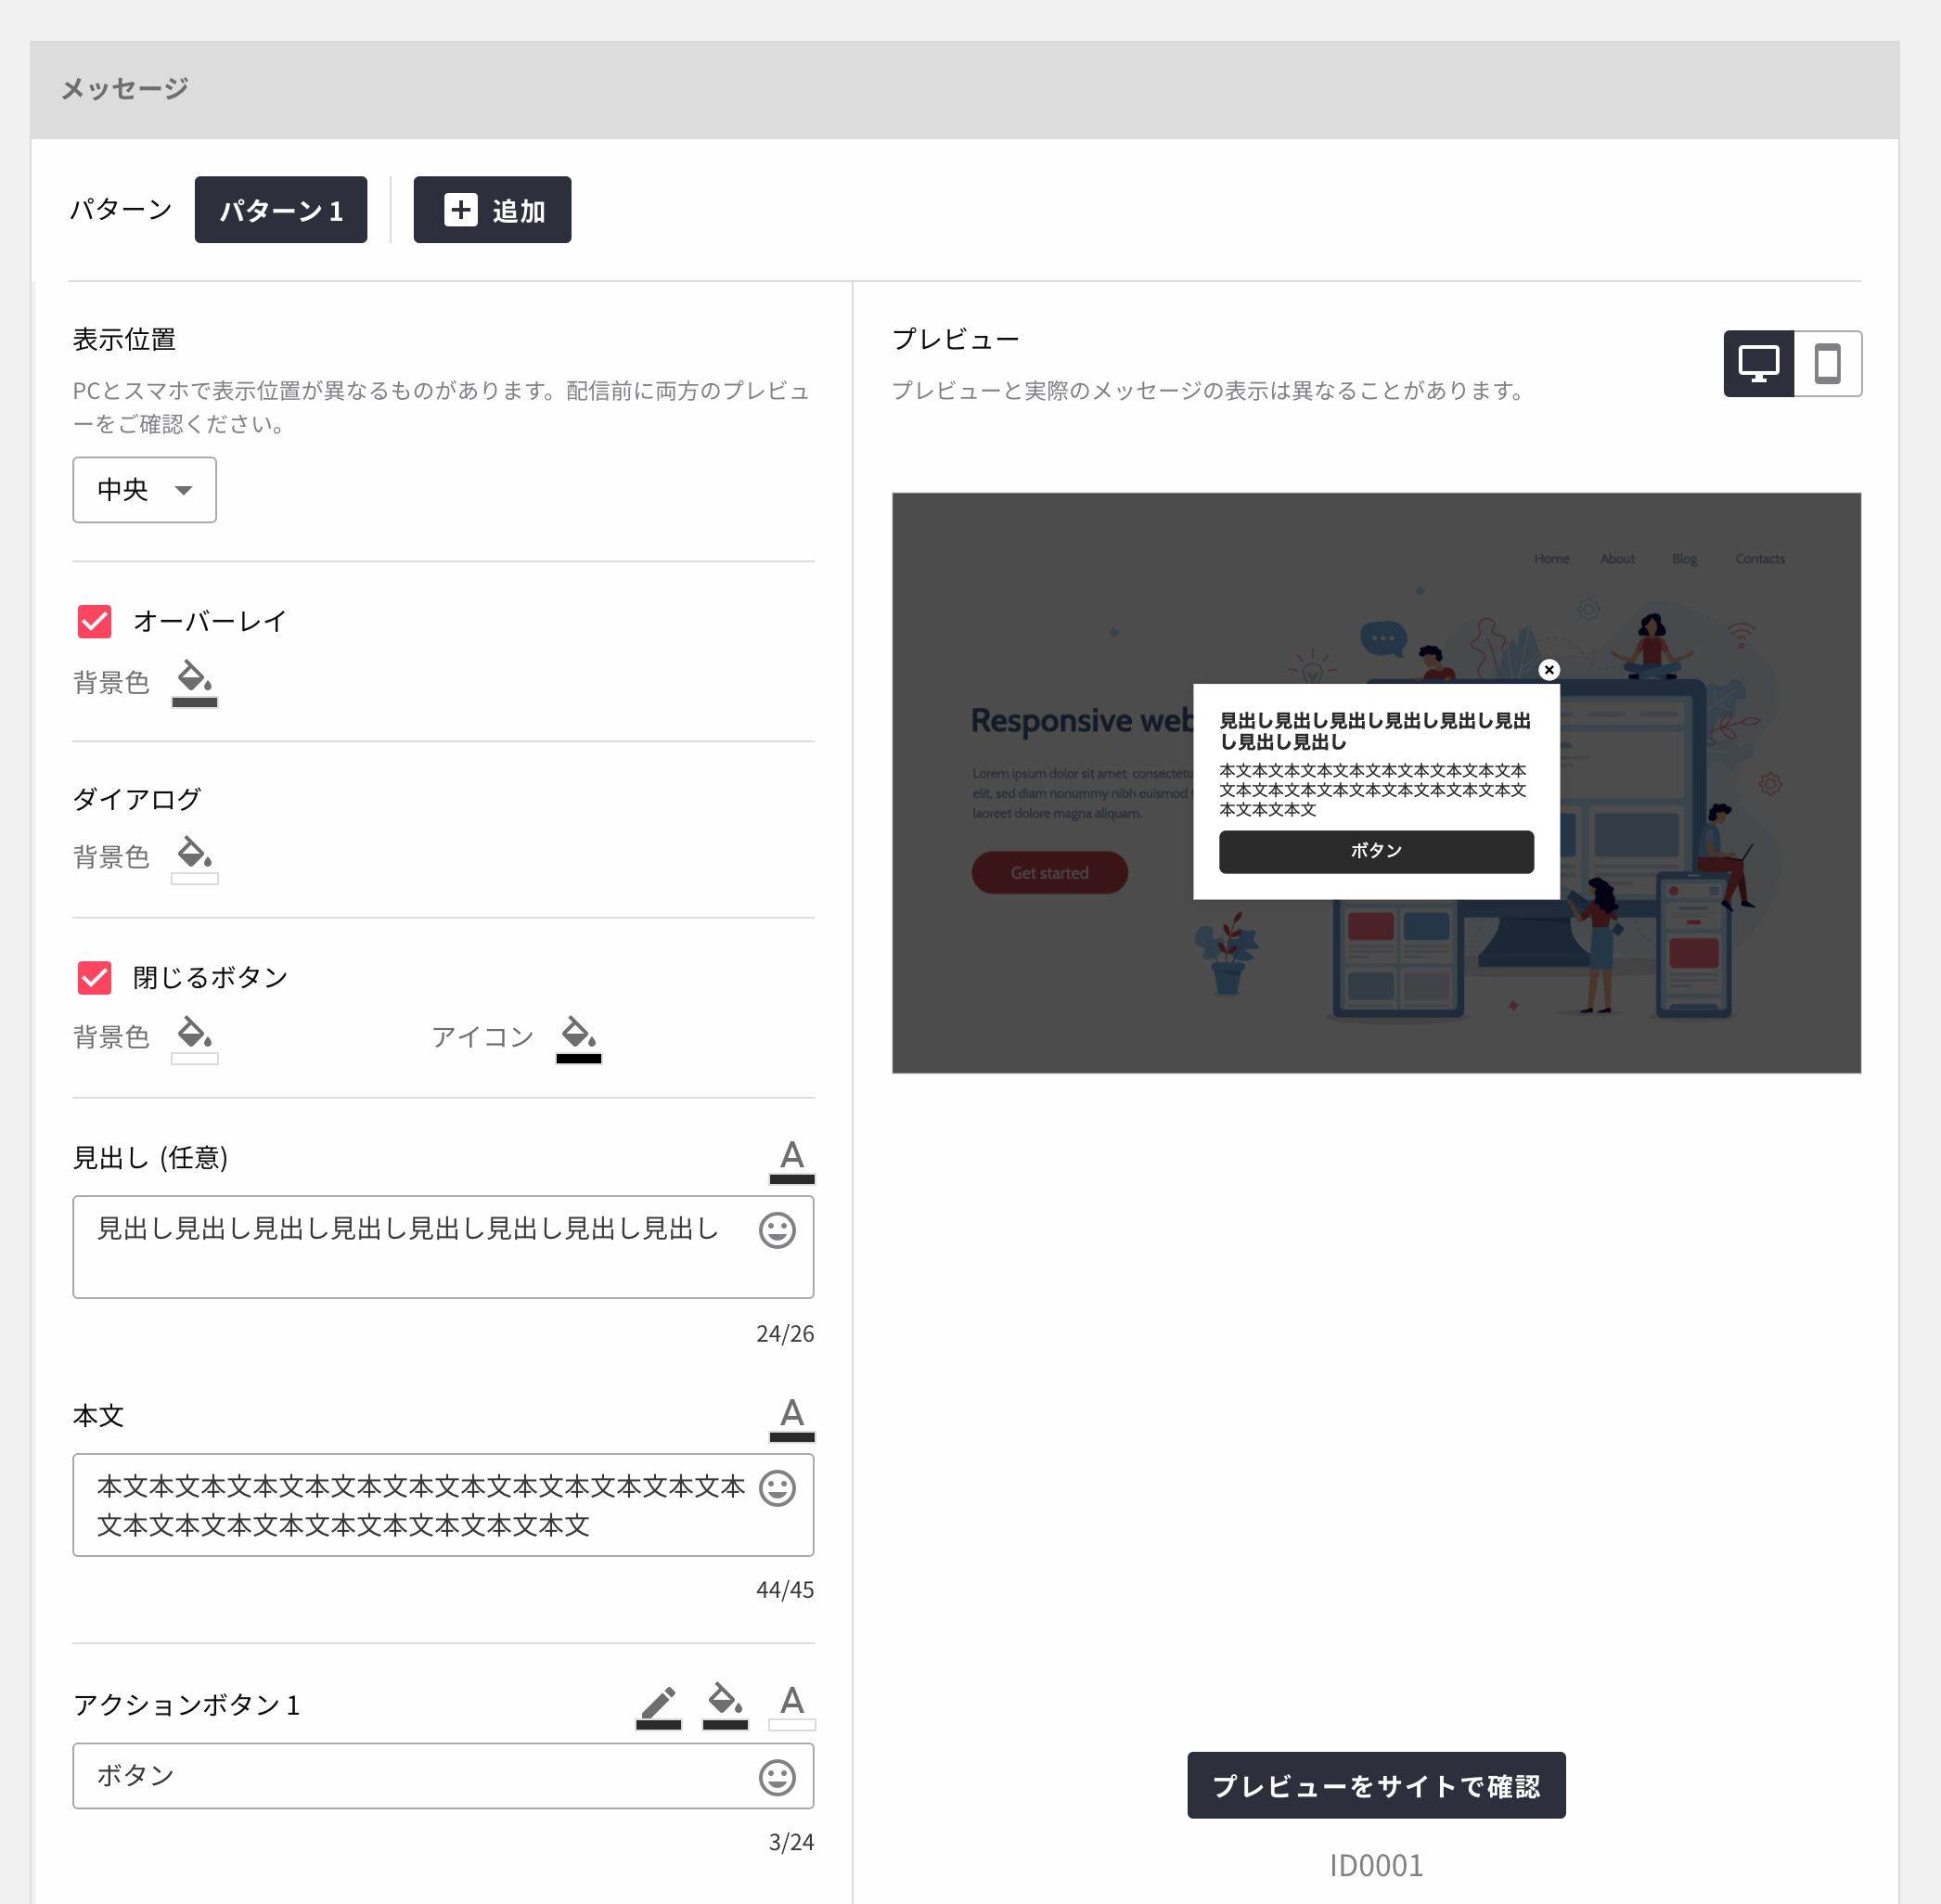 メッセージ
パターン
パターン 1
追加
表示位置
PCとスマホで表示位置が異なるものがあります。配信前に両方のプレビュ
ーをご確認ください。
中央
オーバーレイ
背景色
ダイアログ
背景色
閉じるボタン
背景色
アイコン
見出し (任意)
A
見出し見出し見出し見出し見出し見出し見出し見出し
24/26
本文
A
本文本文本文本文本文本文本文本文本文本文本文本文本
文本文本文本文本文本文本文本文本文本文
44/45
アクションボタン 1
A
ボタン
3/24
プレビュー
プレビューと実際のメッセージの表示は異なることがあります。
Home About Blog Contacts
Responsive web
Lorem ipsum dolor sit amet, consectetu
elit, sed diam nonummy nibh euismod
laoreet dolore magna aliquam.
Get started
見出し見出し見出し見出し見出し見出
し見出し見出し
本文本文本文本文本文本文本文本文本文本
文本文本文本文本文本文本文本文本文本文
本文本文本文
ボタン
プレビューをサイトで確認
ID0001